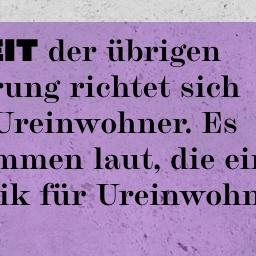 EIT der übrigen
rung richtet sich
Ureinwohner. Es
mmen laut, die ein
ik für Ureinwohn